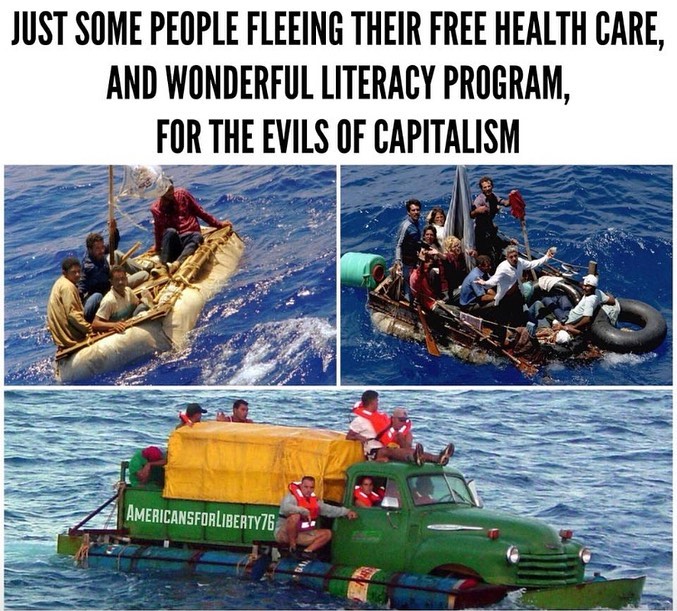 JUST SOME PEOPLE FLEEING THEIR FREE HEALTH CARE,
AND WONDERFUL LITERACY PROGRAM,
FOR THE EVILS OF CAPITALISM
AMERICANSFORLIBERTY76